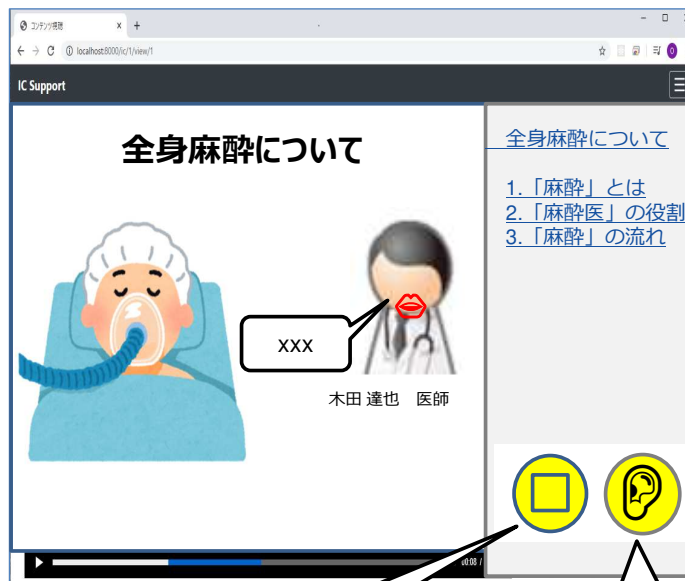 コンテンツ視聴
localhost:8000/ic/1/view/1
IC Support
全身麻酔について
xxx
木田 達也 医師
00:08 /
全身麻酔について
1.「麻酔」とは
2.「麻酔医」の役割
3.「麻酔」の流れ